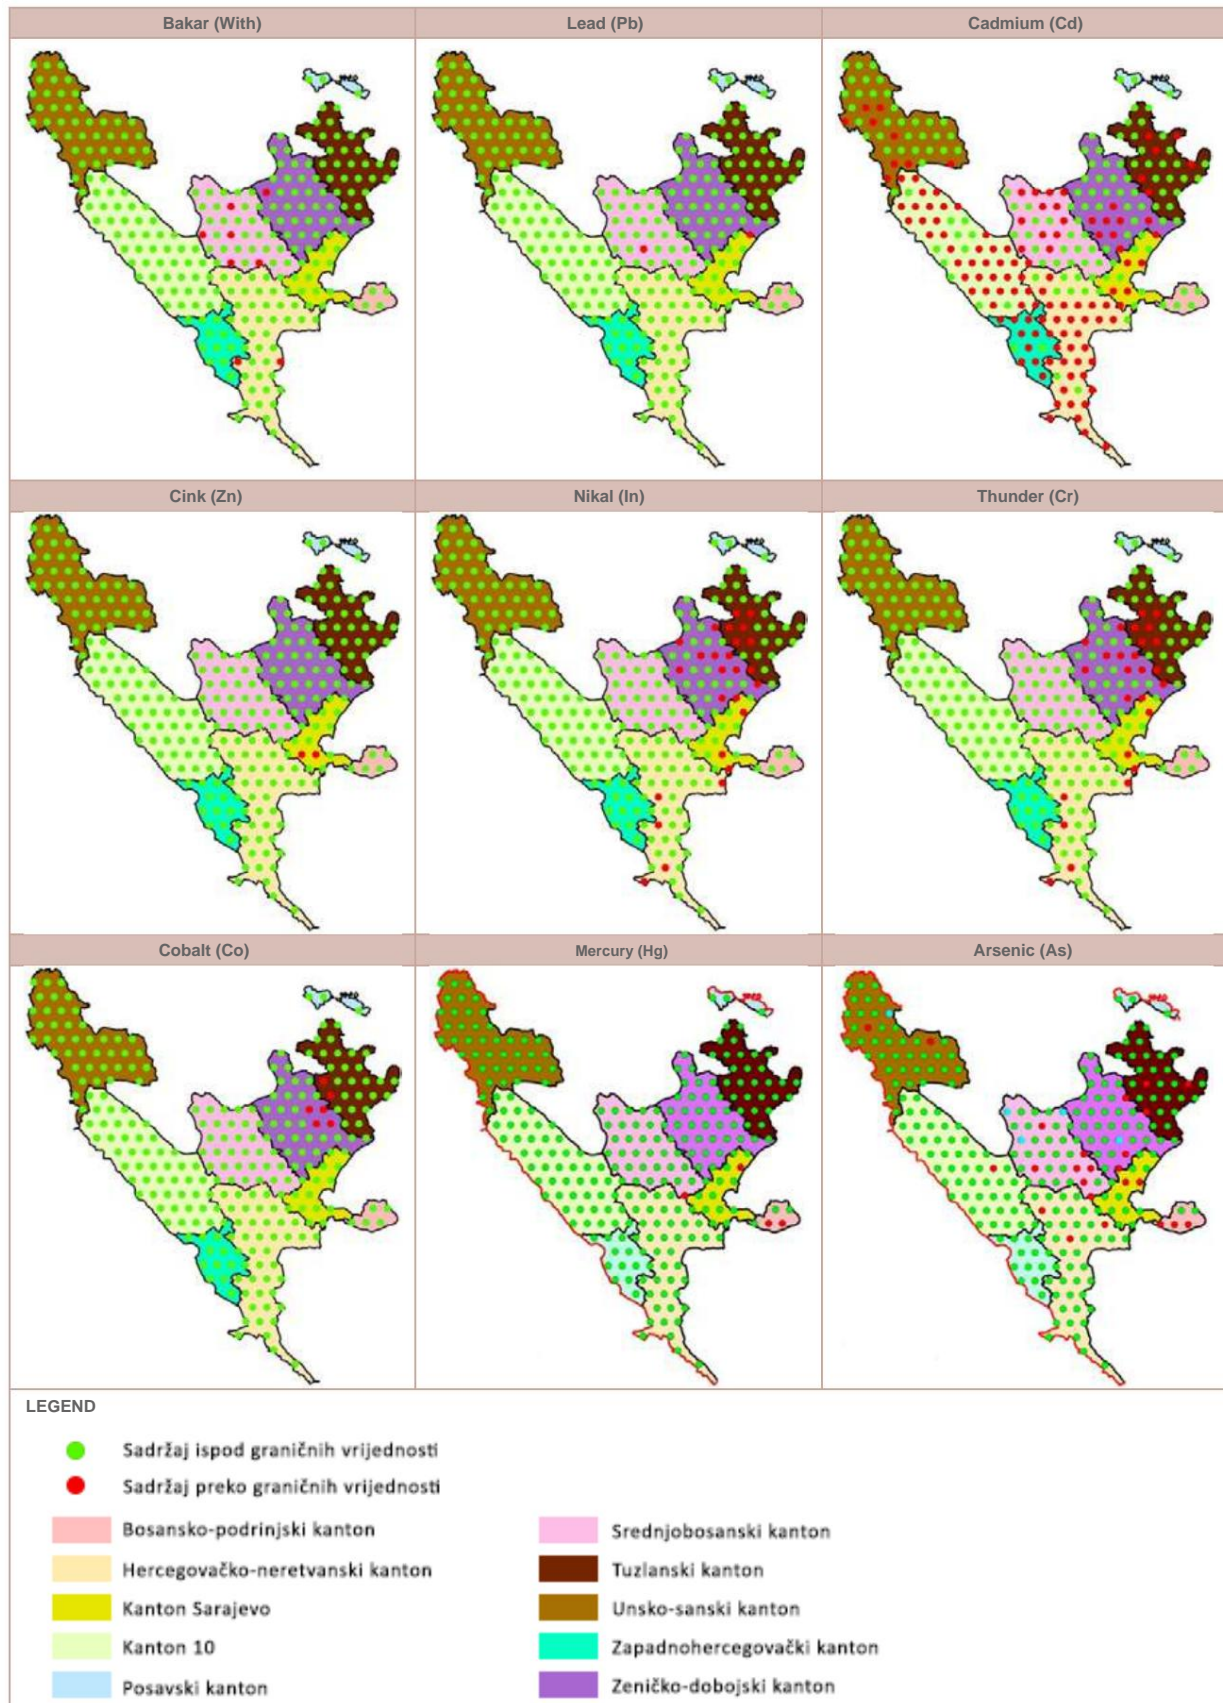 Bakar (With)
Lead (Pb)
Cadmium (Cd)
Cink (Zn)
Nikal (In)
Thunder (Cr)
Cobalt (Co)
Mercury (Hg)
Arsenic (As)
LEGEND
Sadržaj ispod graničnih vrijednosti
Sadržaj preko graničnih vrijednosti
Bosansko-podrinjski kanton
Hercegovačko-neretvanski kanton
Kanton Sarajevo
Kanton 10
Posavski kanton
Srednjobosanski kanton
Tuzlanski kanton
Unsko-sanski kanton
Zapadnohercegovački kanton
Zeničko-dobojski kanton